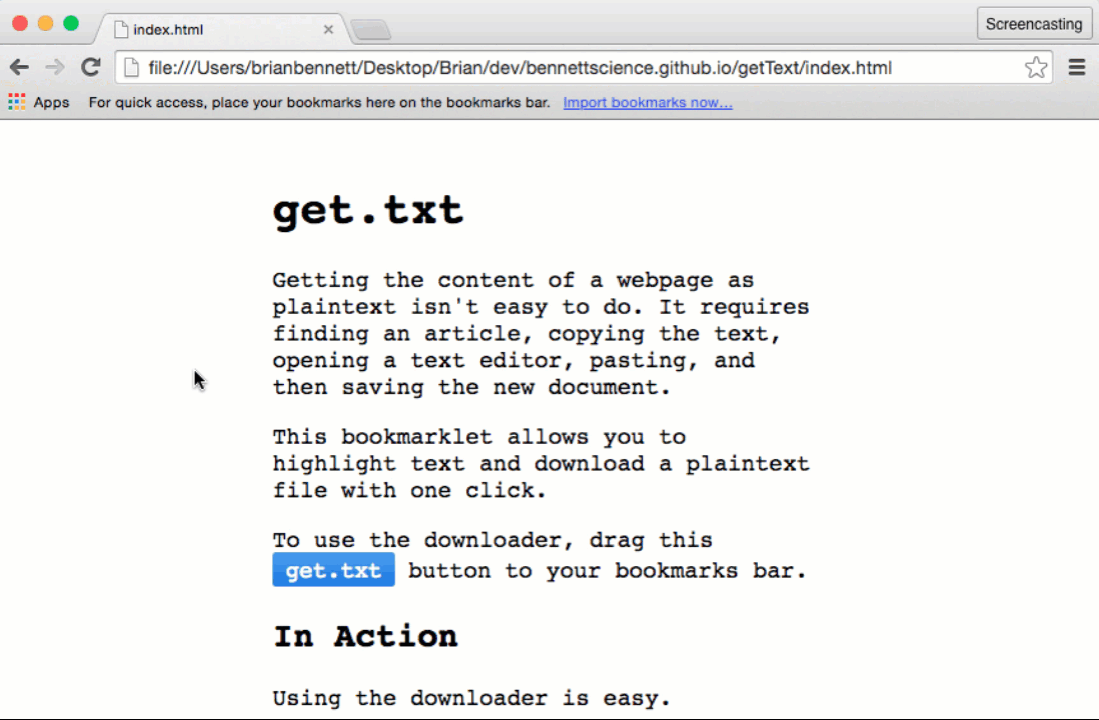 index.html
Screencasting
file:///Users/brianbennett/Desktop/Brian/dev/bennettscience.github.io/getText/index.html
Apps For quick access, place your bookmarks here on the bookmarks bar. Import bookmarks now...
get.txt
Getting the content of a webpage as
plaintext isn't easy to do. It requires
finding an article, copying the text,
opening a text editor, pasting, and
then saving the new document.
This bookmarklet allows you to
highlight text and download a plaintext
file with one click.
To use the downloader, drag this
get.txt button to your bookmarks bar.
In Action
Using the downloader is easy.